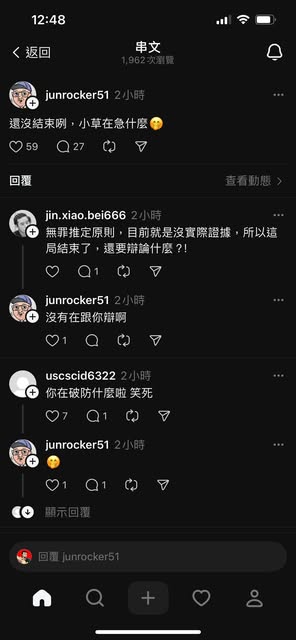 12:48
返回
串文
1,962 次瀏覽
junrocker51 2小時
還沒結束咧，小草在急什麼🤭
59
27
回覆
查看動態
jin.xiao.bei666 2小時
無罪推定原則，目前就是沒實際證據，所以這
局結束了，還要辯論什麼？!
1
junrocker51 2小時
沒有在跟你辯啊
1
uscscid6322 2小時
你在破防什麼啦 笑死
7
1
junrocker51 2小時
🤭
1
1
顯示回覆
回覆 junrocker51